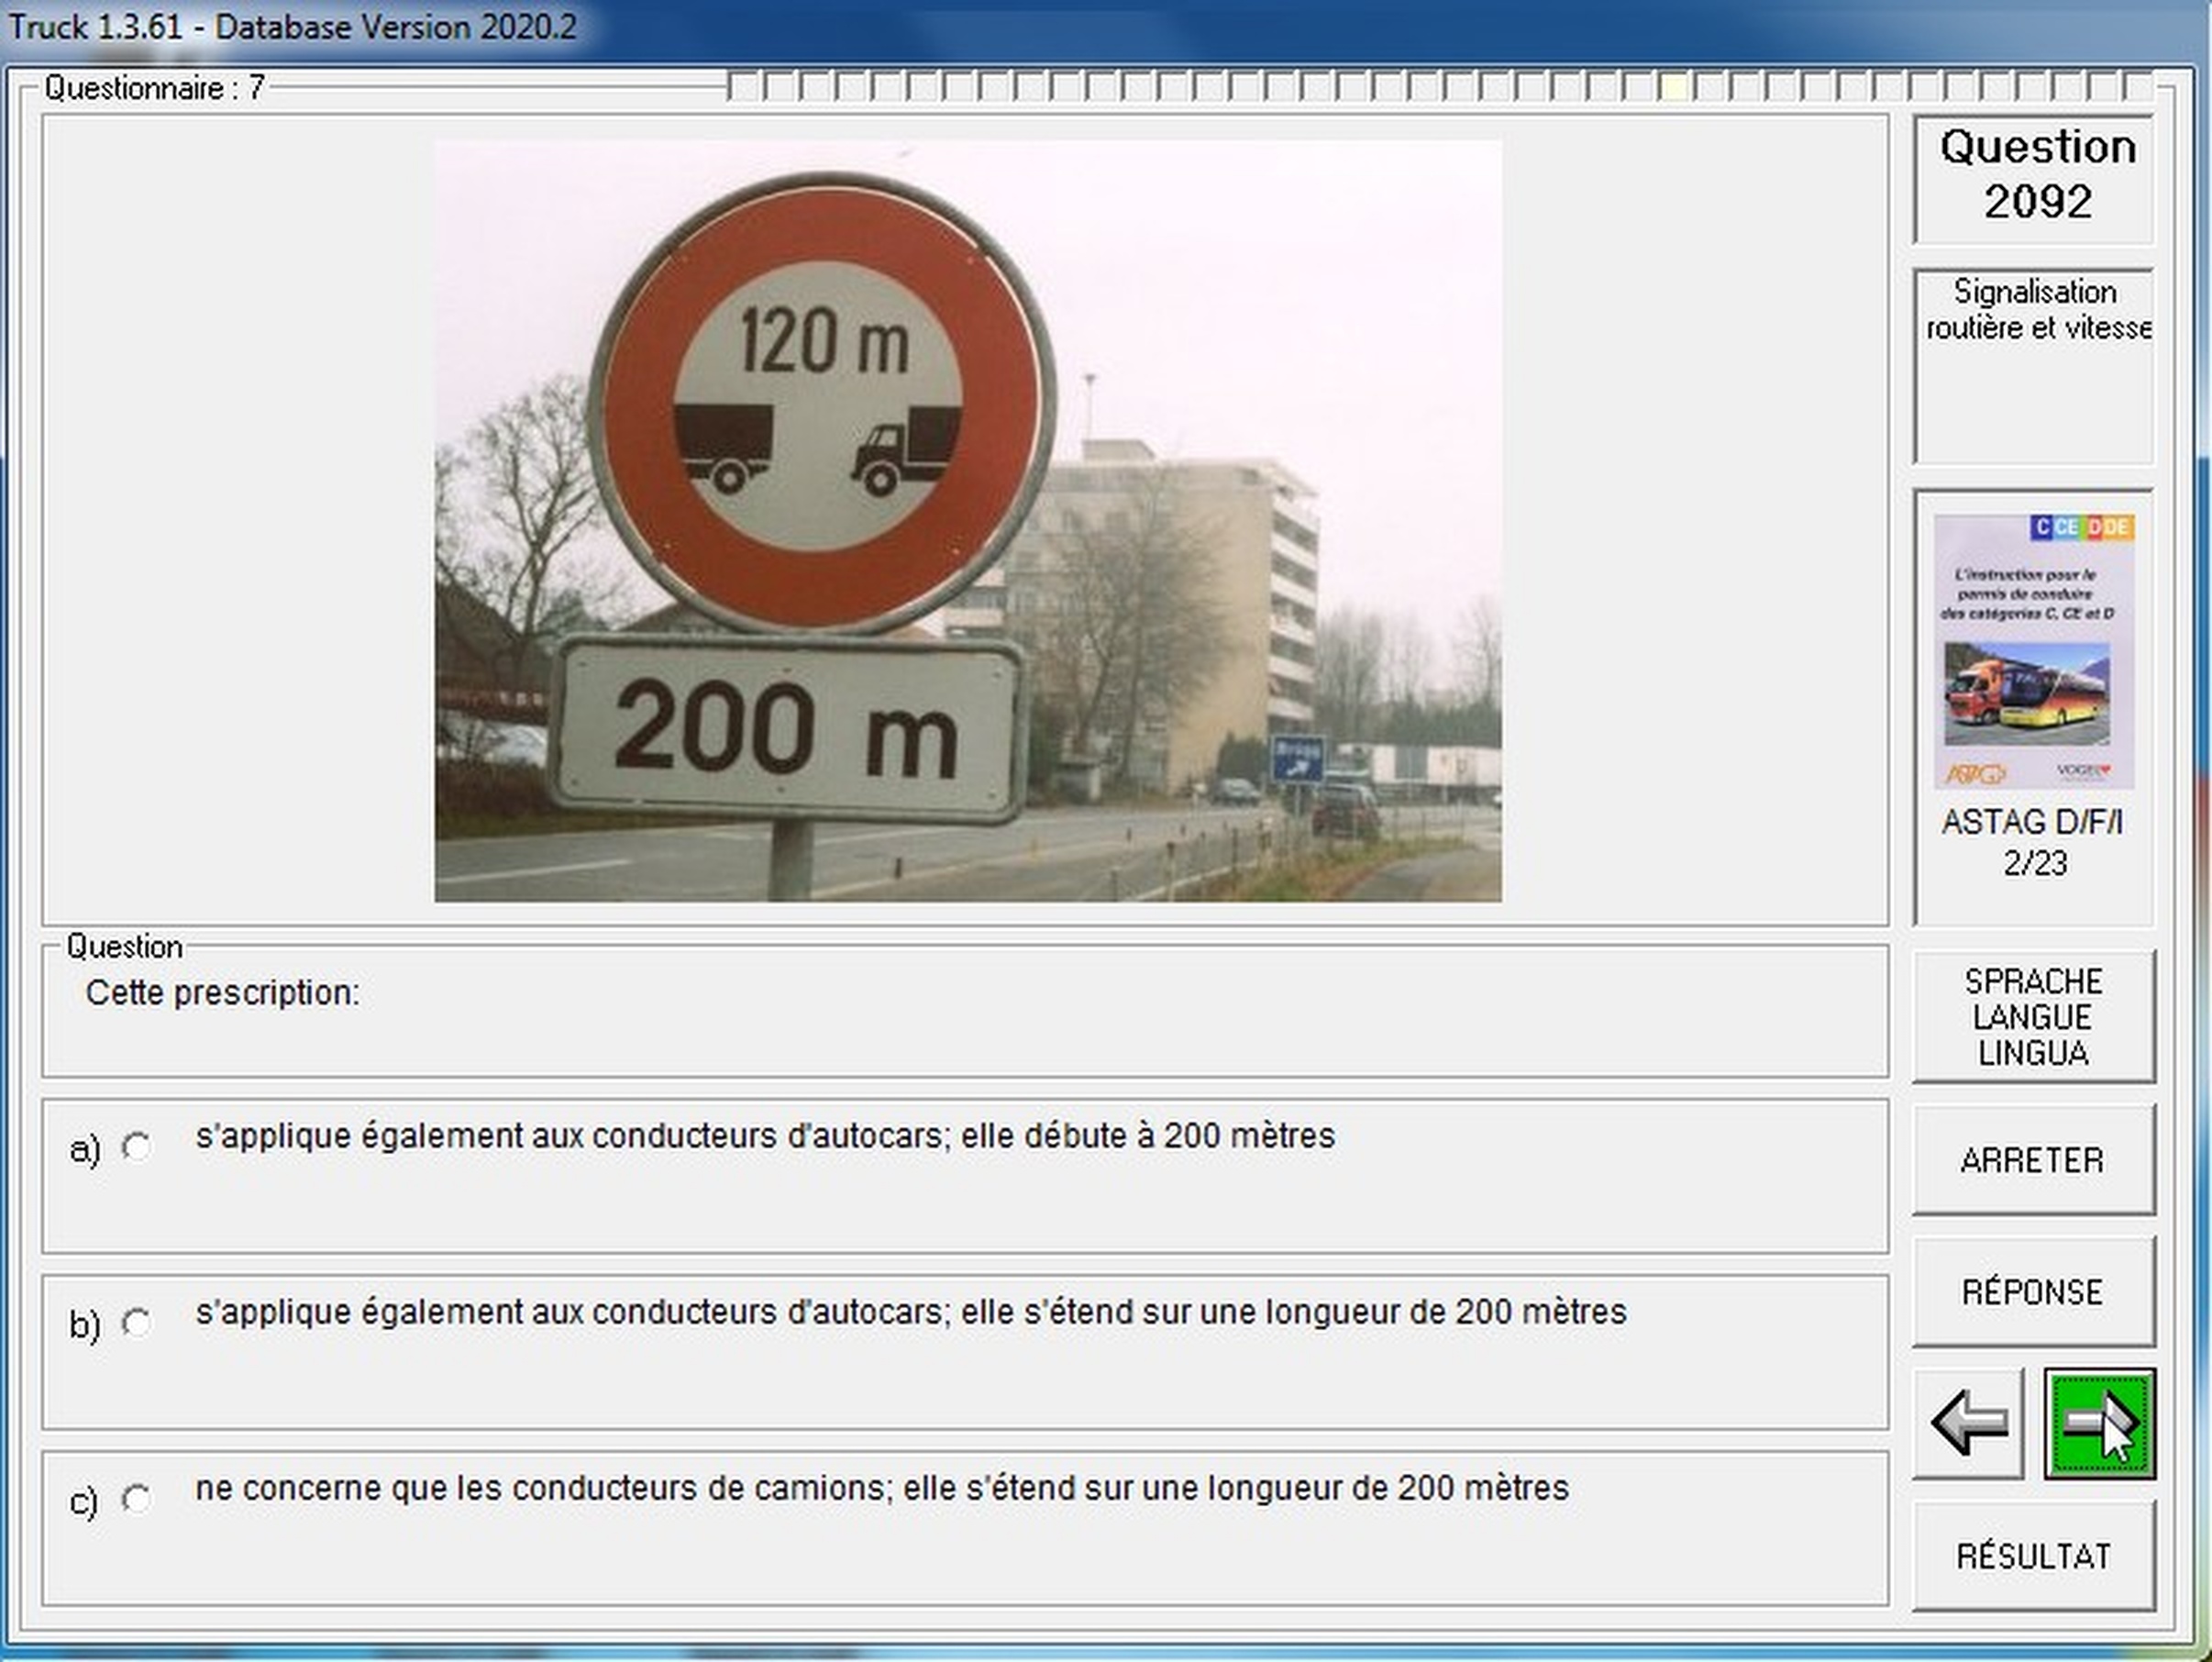 Truck 1.3.61 - Database Version 2020.2
Questionnaire : 7
120 m
200 m
Question
2092
Signalisation
routière et vitesse
C CE D DE
L'instruction pour le
permis de conduire
des catégories C, CE et D
ASTAG
VOGEL
ASTAG D/F/I
2/23
Question
Cette prescription:
a) s'applique également aux conducteurs d'autocars; elle débute à 200 mètres
b) s'applique également aux conducteurs d'autocars; elle s'étend sur une longueur de 200 mètres
c) ne concerne que les conducteurs de camions; elle s'étend sur une longueur de 200 mètres
SPRACHE
LANGUE
LINGUA
ARRETER
RÉPONSE
RÉSULTAT